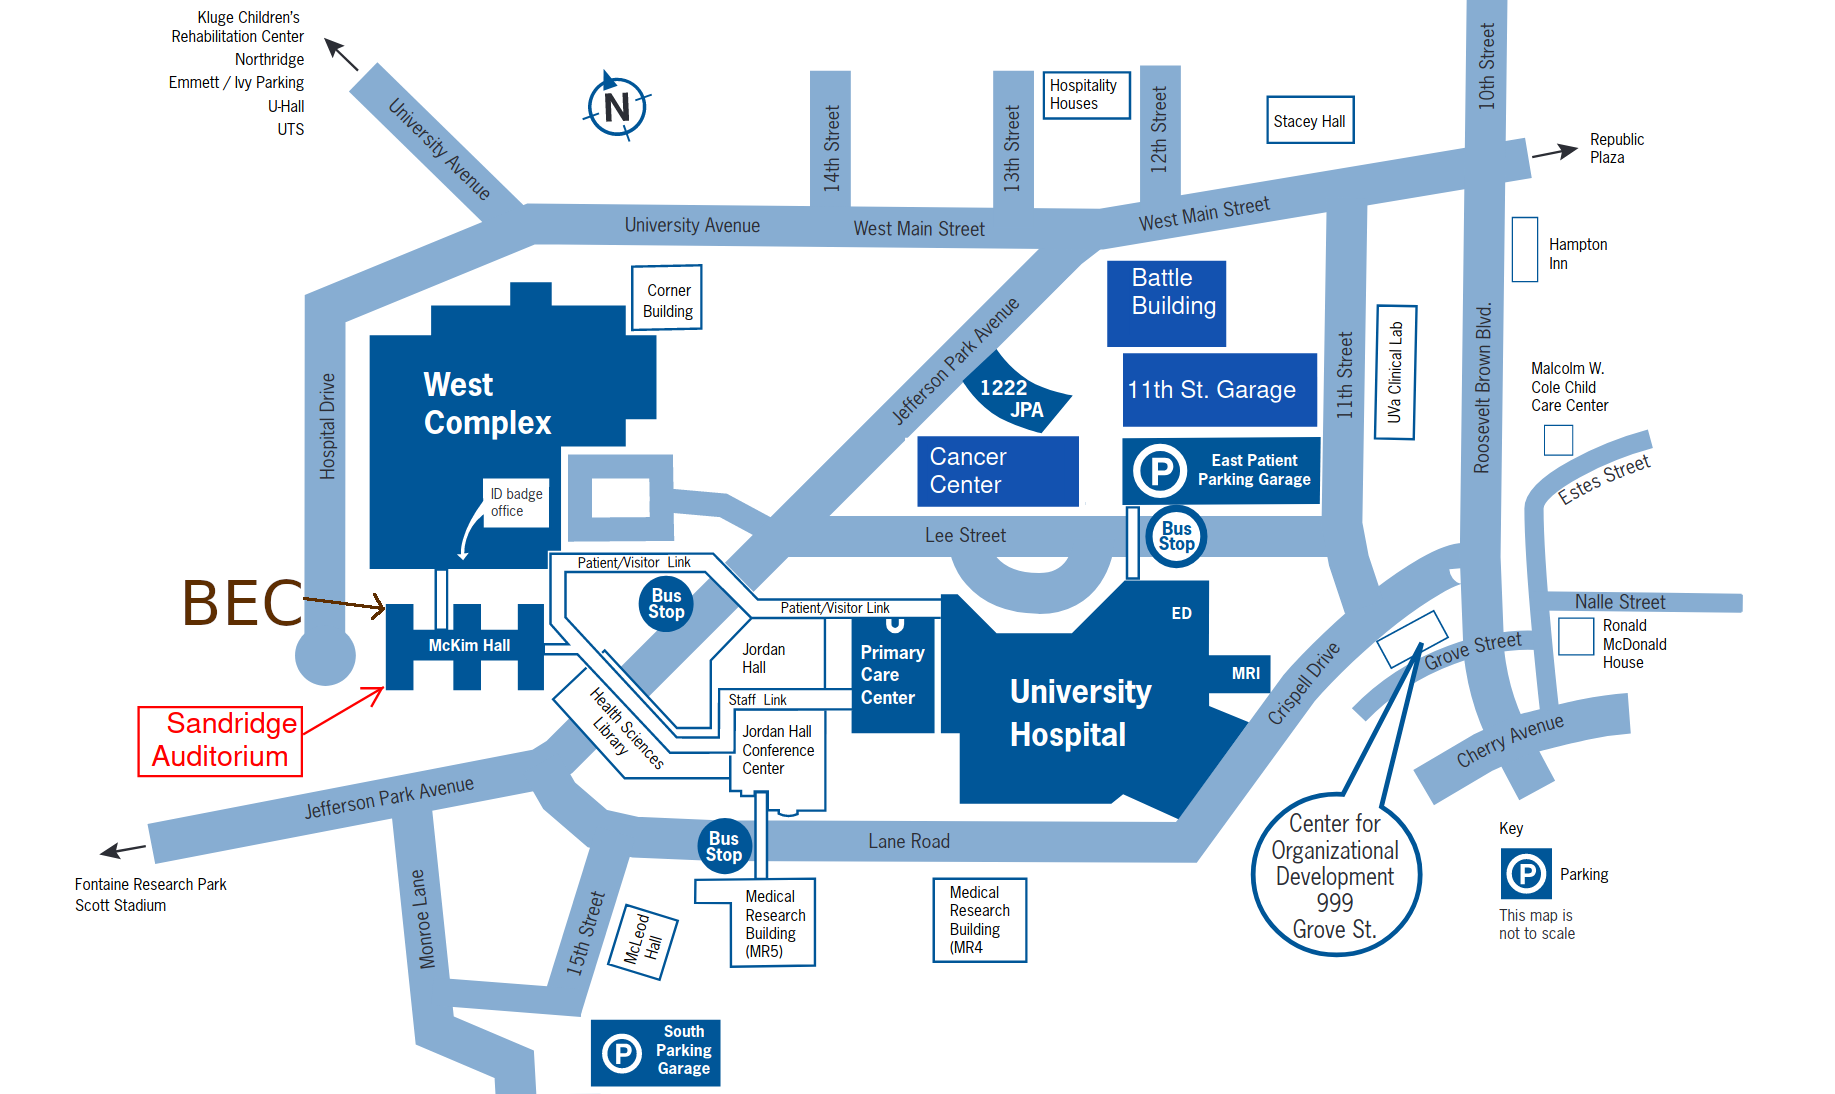 Kluge Children's
Rehabilitation Center
Northridge
Emmett / Ivy Parking
U-Hall
UTS
University Avenue
N
14th Street
13th Street
Hospitality
Houses
12th Street
Stacey Hall
10th Street
Republic
Plaza
University Avenue
West Main Street
West Main Street
Hampton
Inn
Corner
Building
Battle
Building
Jefferson Park Avenue
1222
JPA
11th St. Garage
11th Street
UVa Clinical Lab
Roosevelt Brown Blvd.
Malcolm W.
Cole Child
Care Center
Estes Street
Hospital Drive
West
Complex
ID badge
office
Cancer
Center
P
East Patient
Parking Garage
Lee Street
Bus
Stop
Patient/Visitor Link
Bus
Stop
Patient/Visitor Link
BEC
McKim Hall
Jordan
Hall
Primary
Care
Center
ED
MRI
University
Hospital
Crispell Drive
Nalle Street
Ronald
McDonald
House
Grove Street
Cherry Avenue
Sandridge
Auditorium
Health Sciences
Library
Staff Link
Jordan Hall
Conference
Center
Jefferson Park Avenue
Fontaine Research Park
Scott Stadium
Bus
Stop
Lane Road
Center for
Organizational
Development
999
Grove St.
Key
P
Parking
This map is
not to scale
Monroe Lane
15th Street
McLeod
Hall
Medical
Research
Building
(MR5)
Medical
Research
Building
(MR4
P
South
Parking
Garage